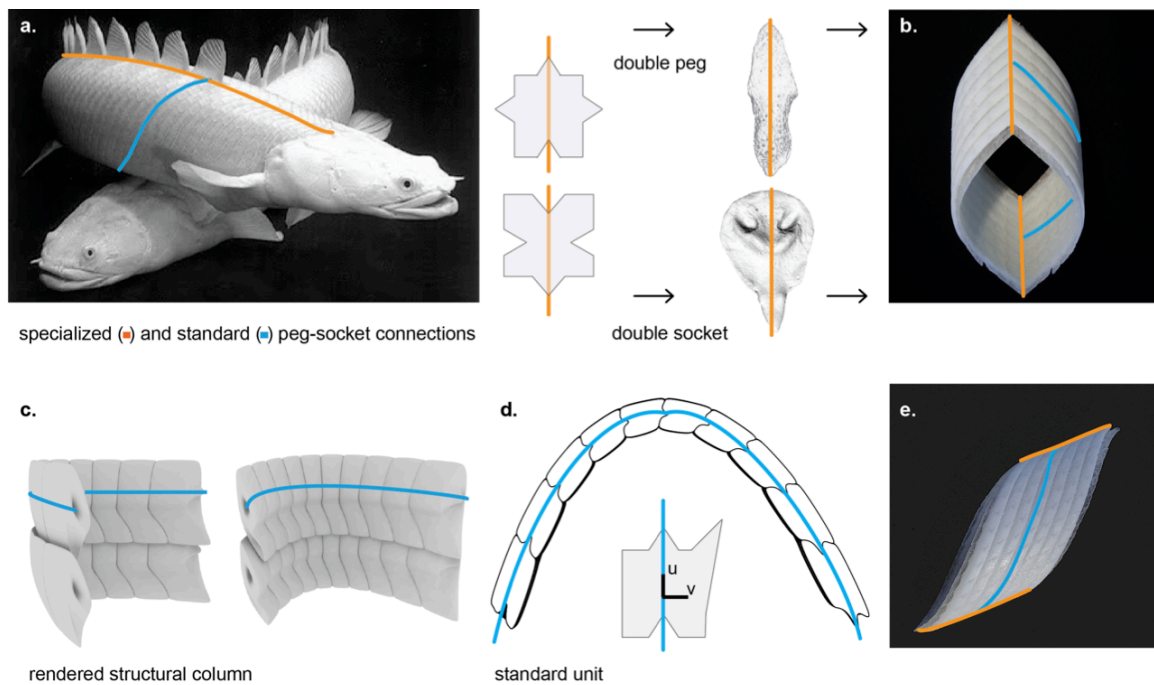 a.
double peg
b.
double socket
specialized (-) and standard (-) peg-socket connections
c.
d.
e.
u
v
rendered structural column
standard unit